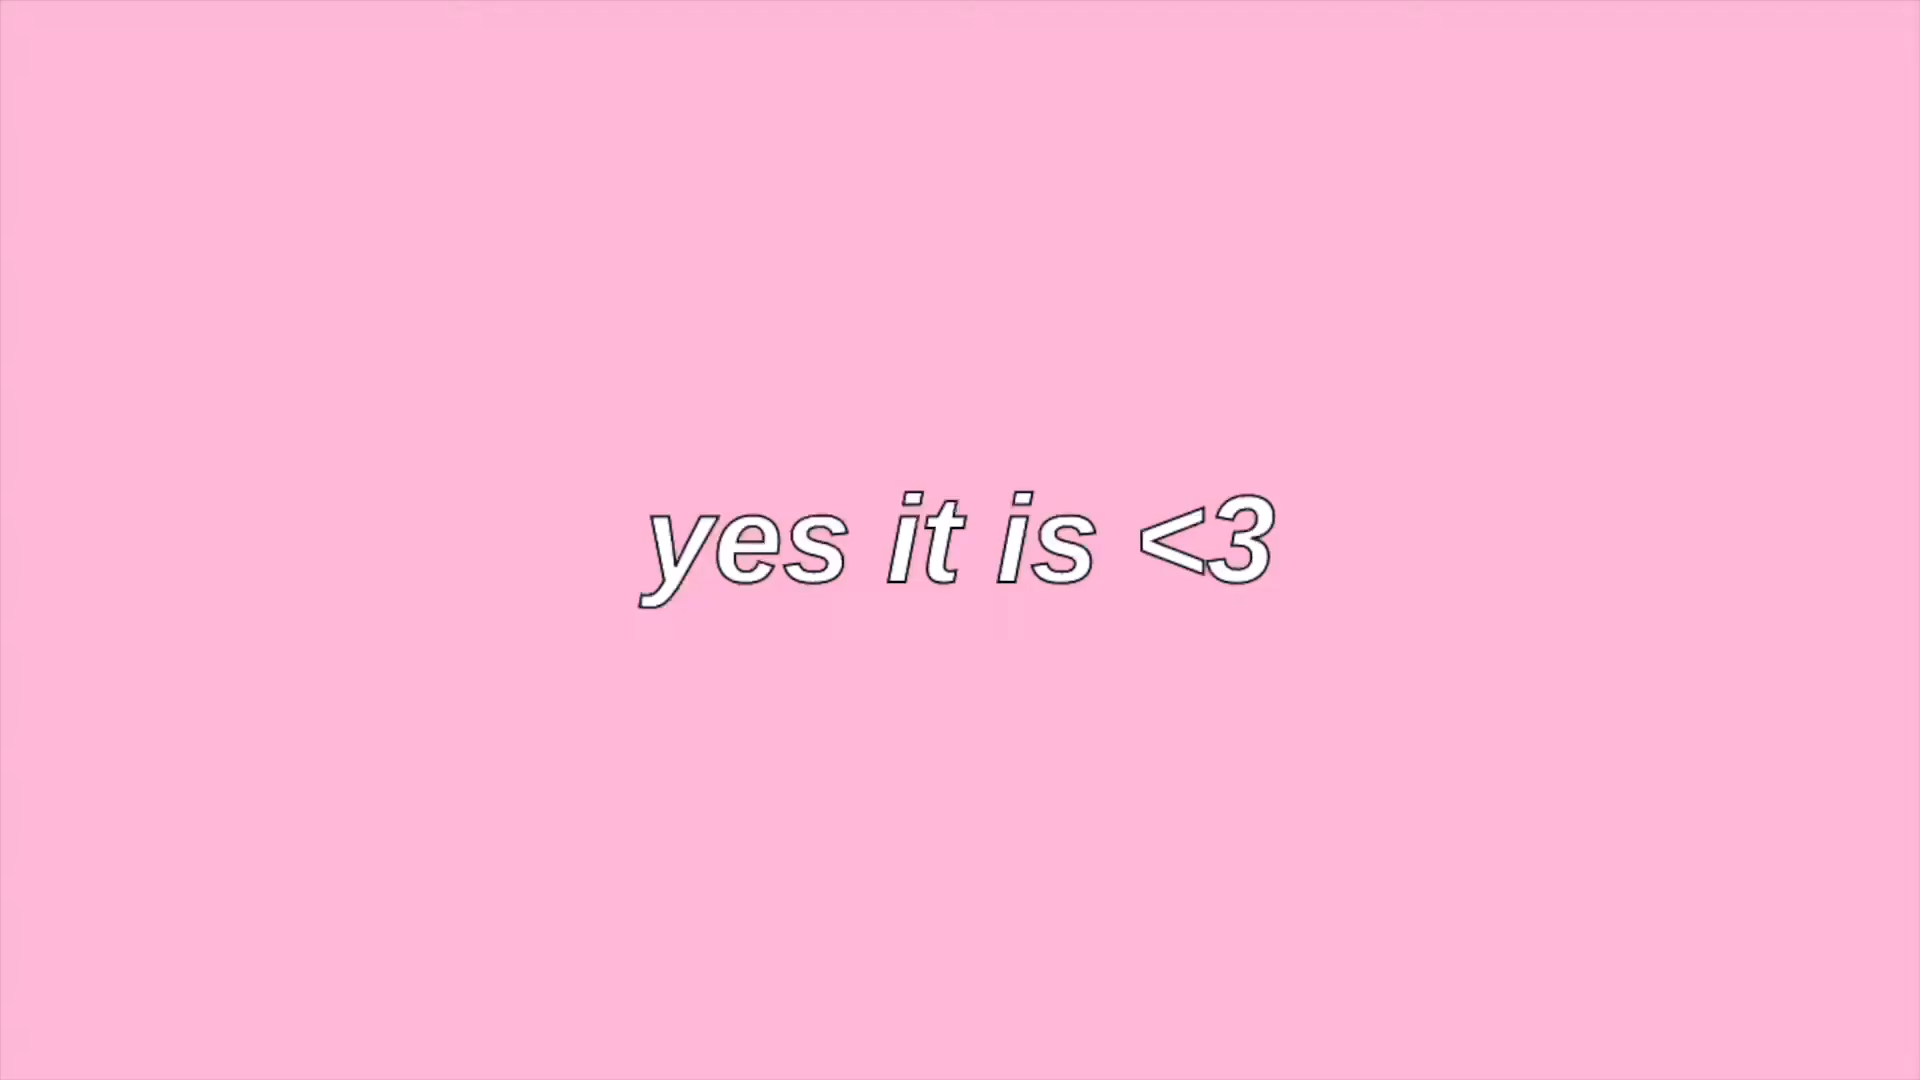 yes it is <3